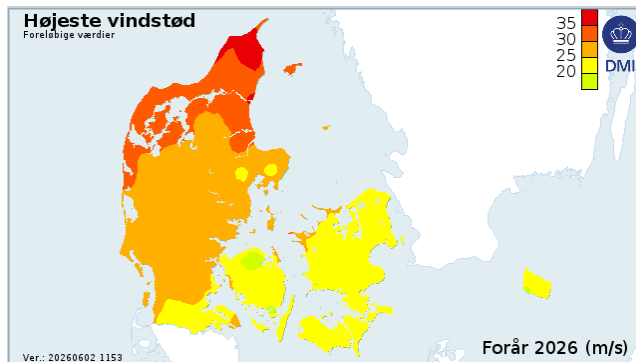 Højeste vindstød
Foreløbige værdier
35
30
25
20
DMI
Forår 2026 (m/s)
Ver.: 20260602 1153